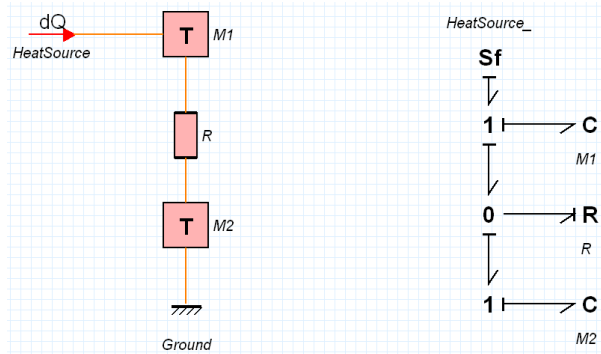 dQ
HeatSource
T
M1
R
T
M2
Ground
HeatSource_
Sf
1
C
M1
0
R
R
1
C
M2